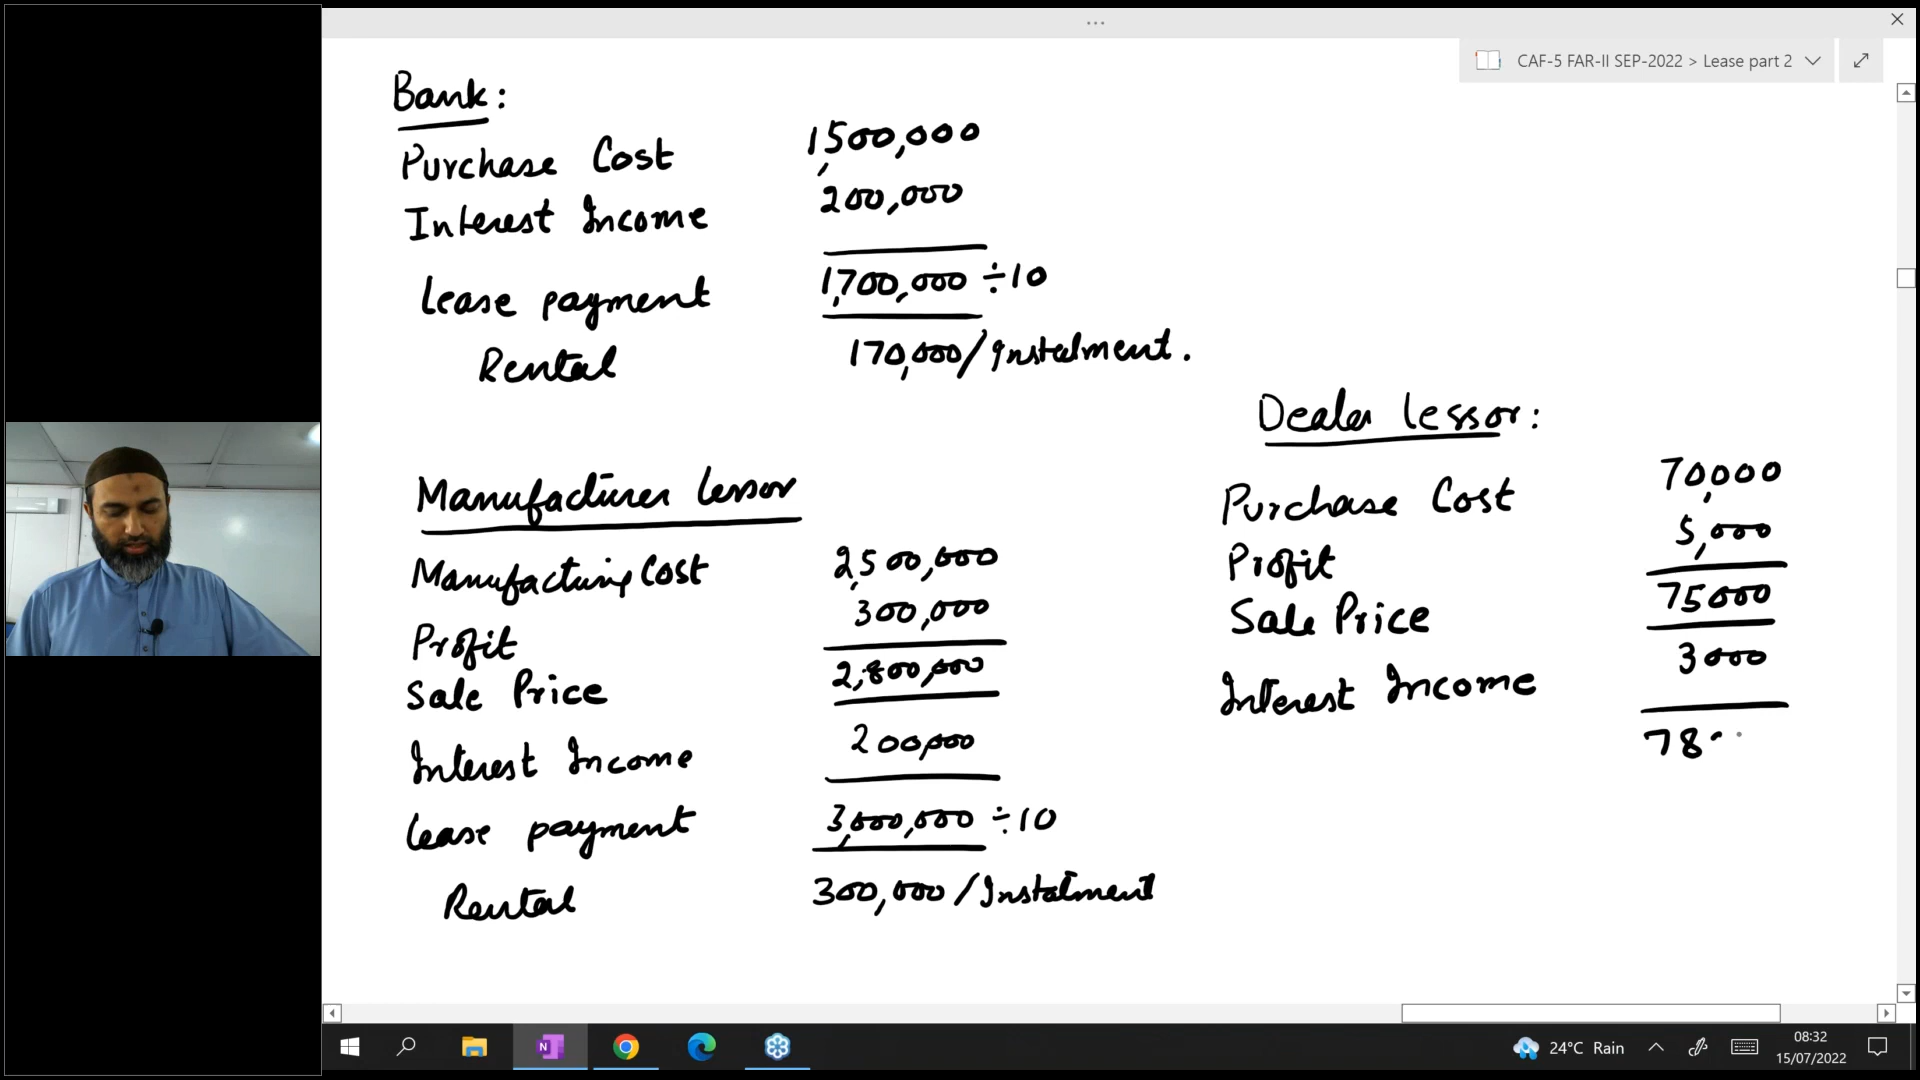 CAF-5 FAR-II SEP-2022 > Lease part 2
Bank:
Purchase Cost 1,500,000
Interest Income 200,000
Lease payment 1,700,000 ÷10
Rental 170,000/Instalment.
Manufacturer Lessor
Manufacturing Cost 2,500,000
Profit 300,000
Sale Price 2,800,000
Interest Income 200,000
Lease payment 3,000,000 ÷10
Rental 300,000/Instalment
Dealer Lessor:
Purchase Cost 70,000
Profit 5,000
Sale Price 75000
Interest Income 3000
78
24°C Rain
08:32
15/07/2022